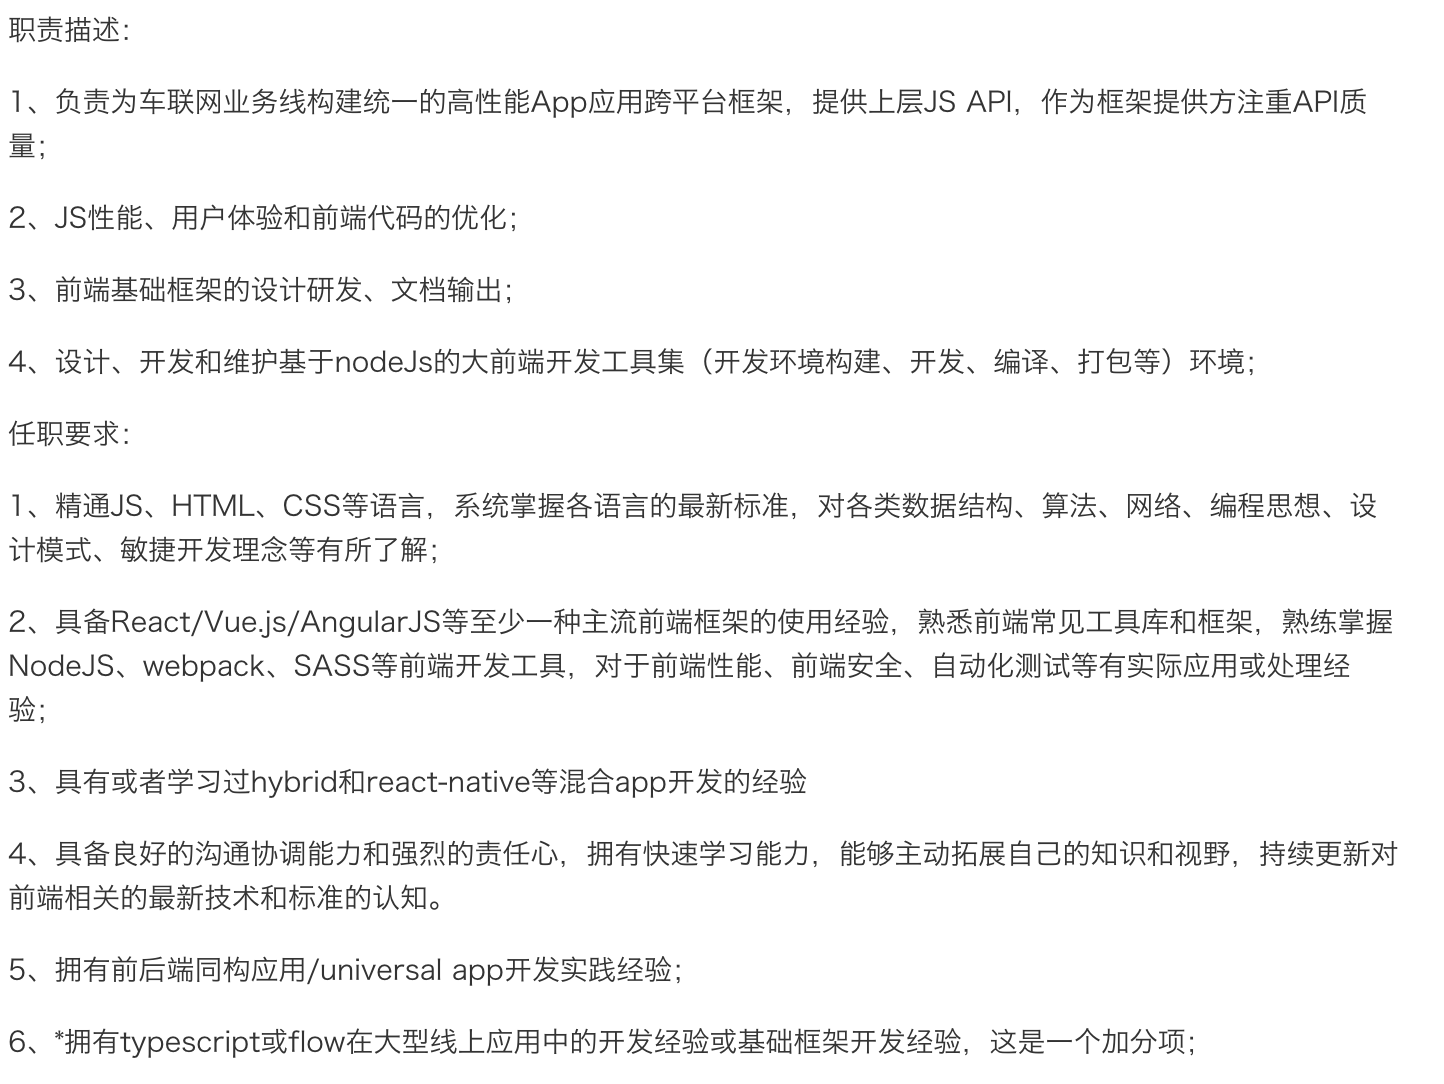 职责描述：
1、负责为车联网业务线构建统一的高性能App应用跨平台框架，提供上层JS API，作为框架提供方注重API质
量；
2、JS性能、用户体验和前端代码的优化；
3、前端基础框架的设计研发、文档输出；
4、设计、开发和维护基于nodeJs的大前端开发工具集（开发环境构建、开发、编译、打包等）环境；
任职要求：
1、精通JS、HTML、CSS等语言，系统掌握各语言的最新标准，对各类数据结构、算法、网络、编程思想、设
计模式、敏捷开发理念等有所了解；
2、具备React/Vue.js/AngularJS等至少一种主流前端框架的使用经验，熟悉前端常见工具库和框架，熟练掌握
NodeJS、webpack、SASS等前端开发工具，对于前端性能、前端安全、自动化测试等有实际应用或处理经
验；
3、具有或者学习过hybrid和react-native等混合app开发的经验
4、具备良好的沟通协调能力和强烈的责任心，拥有快速学习能力，能够主动拓展自己的知识和视野，持续更新对
前端相关的最新技术和标准的认知。
5、拥有前后端同构应用/universal app开发实践经验；
6、*拥有typescript或flow在大型线上应用中的开发经验或基础框架开发经验，这是一个加分项；